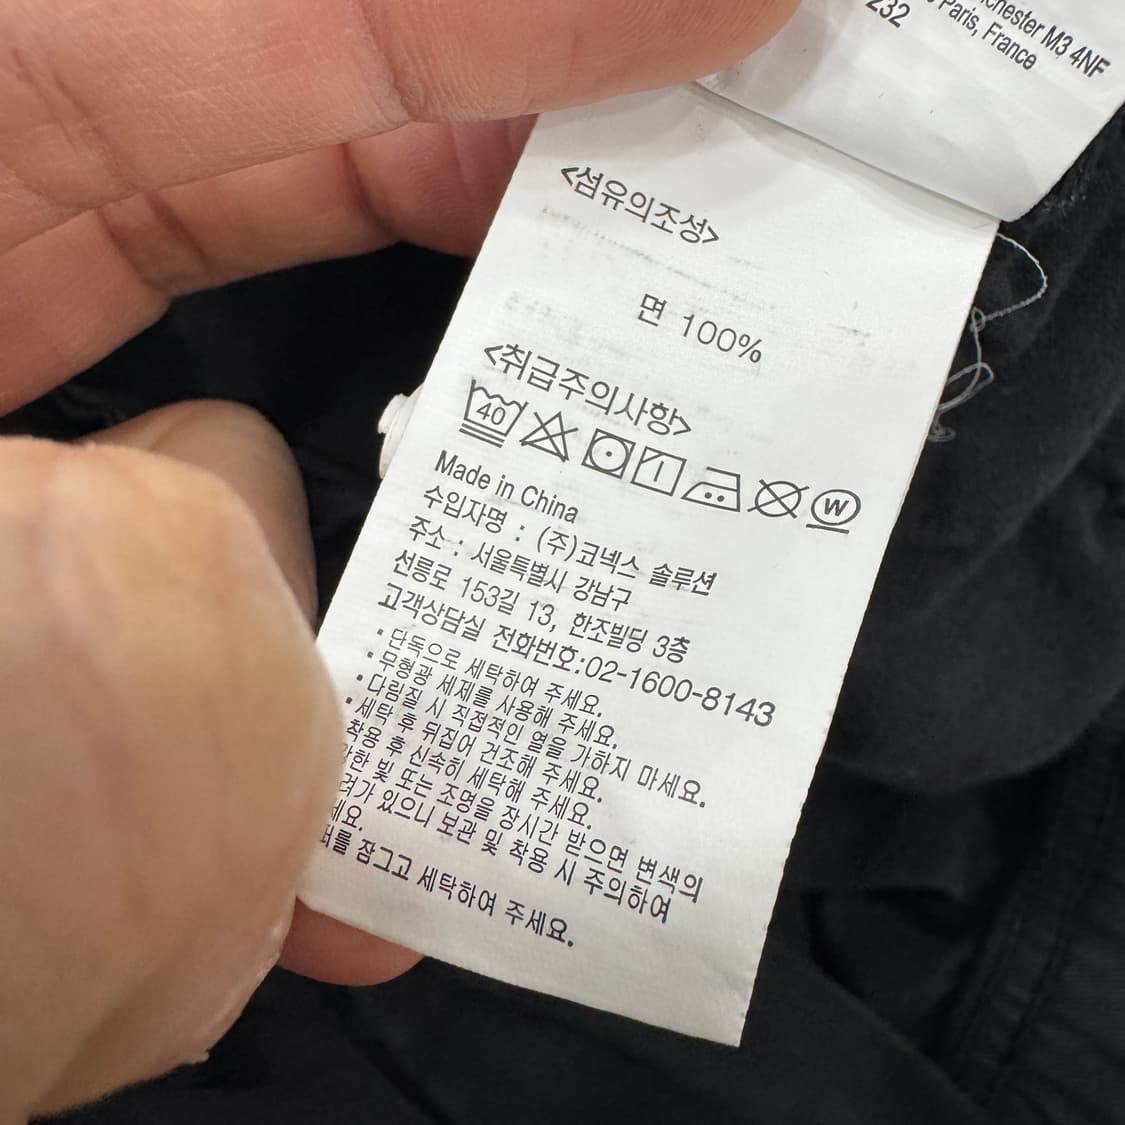 Manchester M3 4NF
Paris, France
232
<섬유의조성>
면 100%
<취급주의사항>
40
W
Made in China
수입자명 : (주)코넥스 솔루션
주소 : 서울특별시 강남구
선릉로 153길 13, 한조빌딩 3층
고객상담실 전화번호:02-1600-8143
▪단독으로 세탁하여 주세요.
▪무형광 세제를 사용해 주세요.
▪다림질 시 직접적인 열을 가하지 마세요.
▪세탁 후 뒤집어 건조해 주세요.
착용 후 신속히 세탁해 주세요.
빛 또는 조명을 장시간 받으면 변색의
있으니 보관 및 착용 시 주의하여
잠그고 세탁하여 주세요.